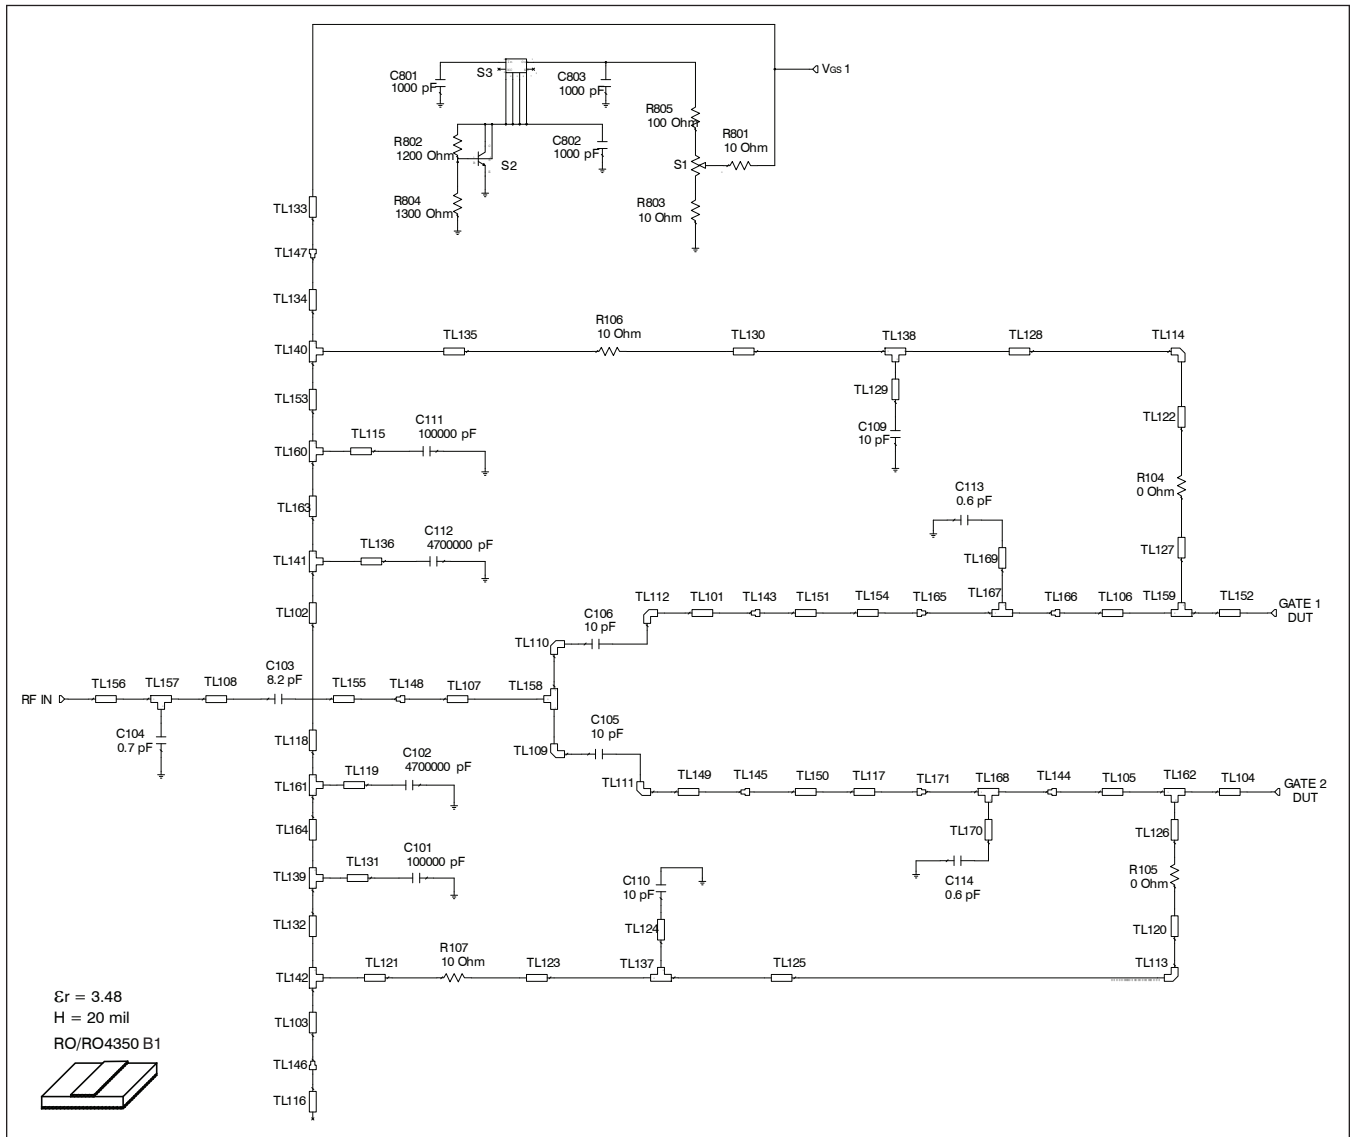 C801
1000 pF
S3
C803
1000 pF
VGS 1
R805
100 Ohm
R801
10 Ohm
R802
1200 Ohm
C802
1000 pF
S2
S1
R804
1300 Ohm
R803
10 Ohm
TL133
TL147
TL134
TL140
TL135
R106
10 Ohm
TL130
TL138
TL128
TL114
TL153
TL129
TL122
C109
10 pF
TL160
TL115
C111
100000 pF
R104
0 Ohm
TL163
C113
0.6 pF
TL141
TL136
C112
4700000 pF
TL169
TL127
TL102
C106
10 pF
TL112
TL101
TL143
TL151
TL154
TL165
TL167
TL166
TL106
TL159
TL152
GATE 1
DUT
TL110
RF IN
TL156
TL157
TL108
C103
8.2 pF
TL155
TL148
TL107
TL158
C104
0.7 pF
TL118
TL109
C105
10 pF
TL161
TL119
C102
4700000 pF
TL111
TL149
TL145
TL150
TL117
TL171
TL168
TL144
TL105
TL162
TL104
GATE 2
DUT
TL164
TL170
TL126
TL139
TL131
C101
100000 pF
C110
10 pF
C114
0.6 pF
R105
0 Ohm
TL132
TL124
TL120
TL142
TL121
R107
10 Ohm
TL123
TL137
TL125
TL113
TL103
TL146
TL116
Ɛr = 3.48
H = 20 mil
RO/RO4350 B1